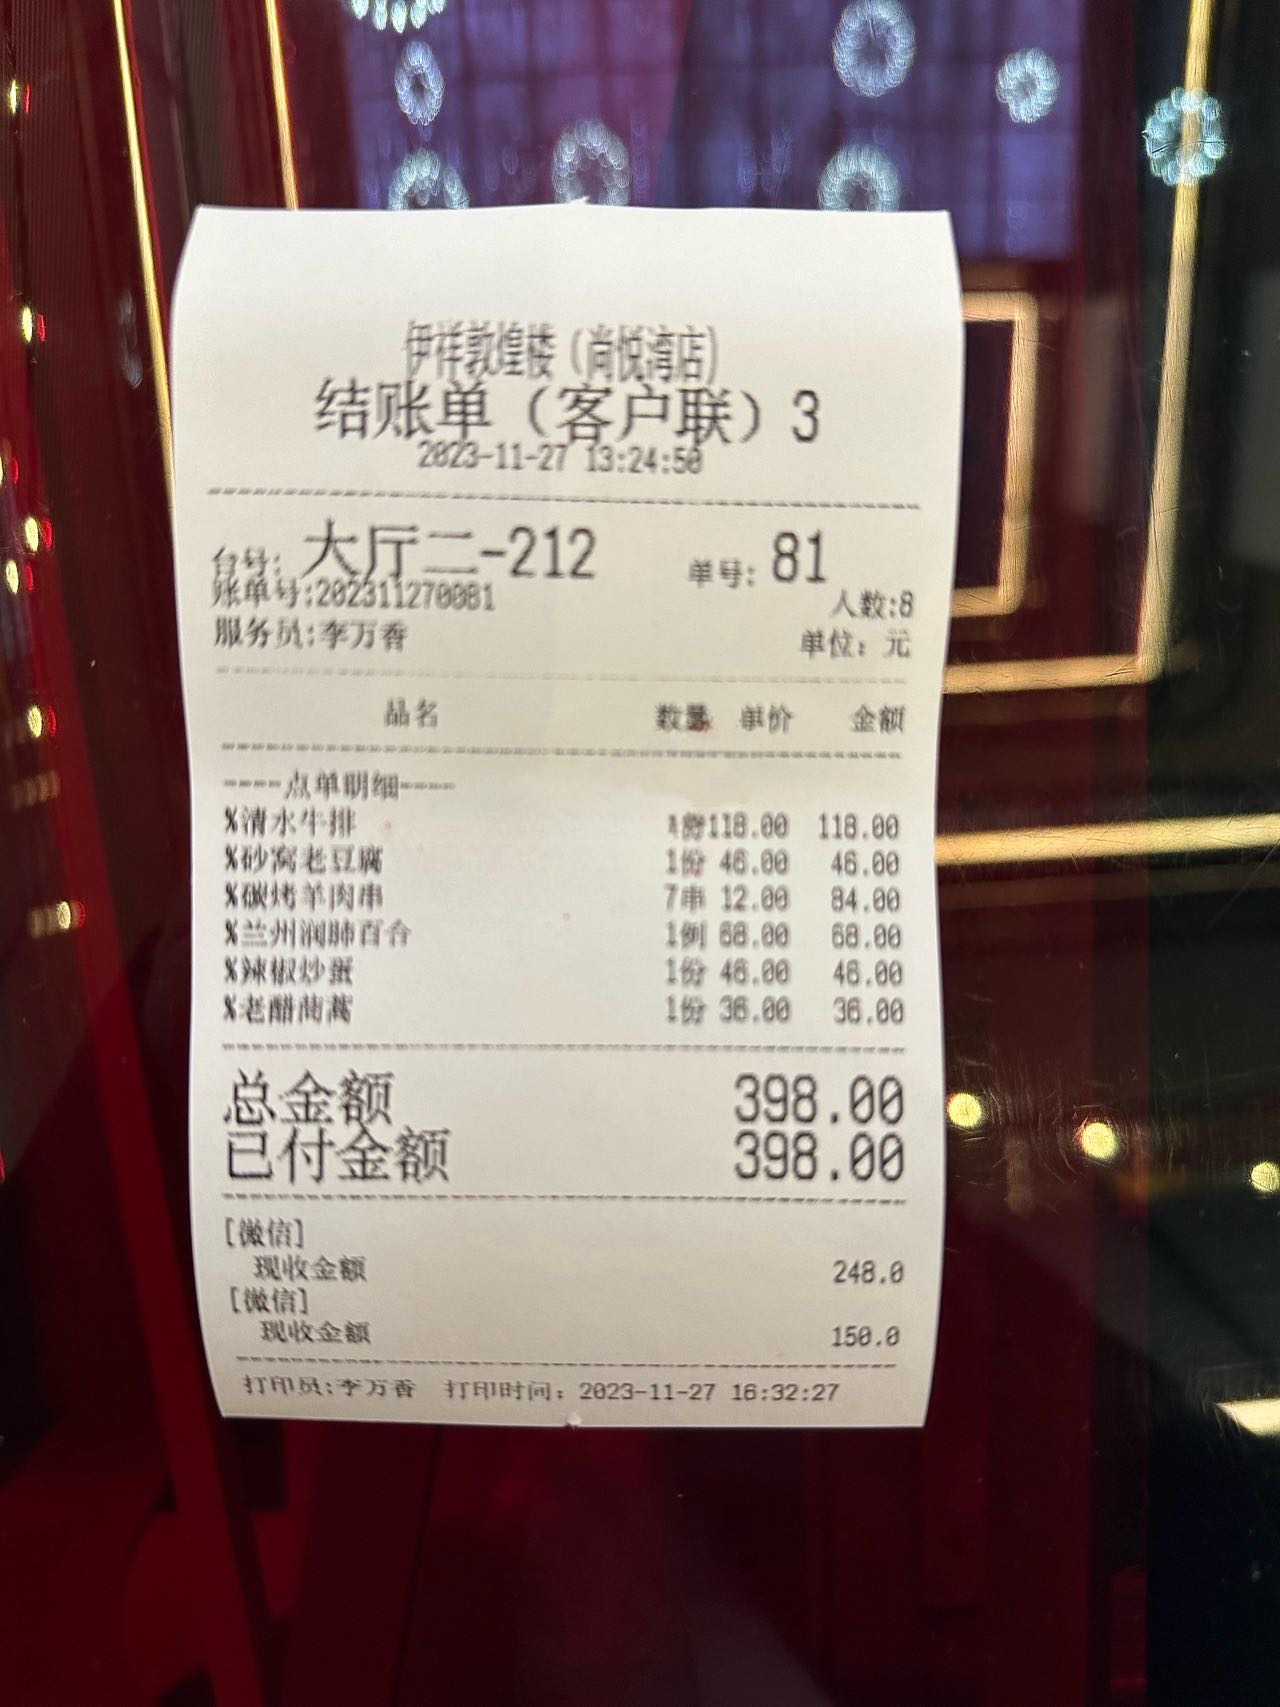 伊祥敦煌楼（尚悦湾店）
结账单（客户联）3
2023-11-27 13:24:50
台号: 大厅二-212 单号: 81
账单号:202311270081 人数:8
服务员:李万香 单位: 元
品名 数量 单价 金额
----点单明细----
%清水牛排 1份118.00 118.00
%砂窝老豆腐 1份 46.00 46.00
%碳烤羊肉串 7串 12.00 84.00
%兰州润肺百合 1例 68.00 68.00
%辣椒炒蛋 1份 46.00 46.00
%老醋茼蒿 1份 36.00 36.00
总金额 398.00
已付金额 398.00
[微信]
现收金额 248.0
[微信]
现收金额 150.0
打印员:李万香 打印时间: 2023-11-27 16:32:27